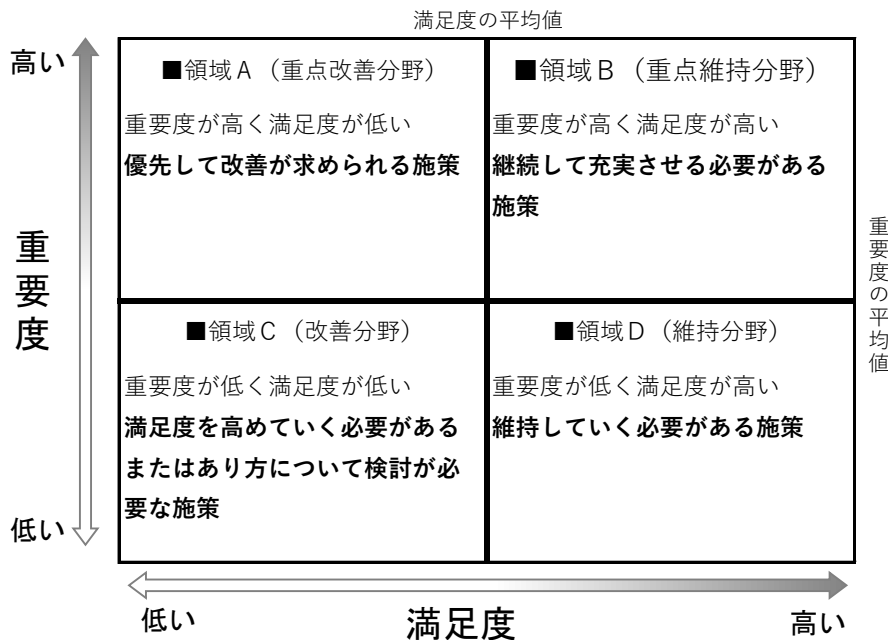 満足度の平均値
高い
重要度
低い
■領域Ａ（重点改善分野）
重要度が高く満足度が低い
優先して改善が求められる施策
■領域Ｂ（重点維持分野）
重要度が高く満足度が高い
継続して充実させる必要がある
施策
■領域Ｃ（改善分野）
重要度が低く満足度が低い
満足度を高めていく必要がある
またはあり方について検討が必
要な施策
■領域Ｄ（維持分野）
重要度が低く満足度が高い
維持していく必要がある施策
重要度の平均値
低い
満足度
高い